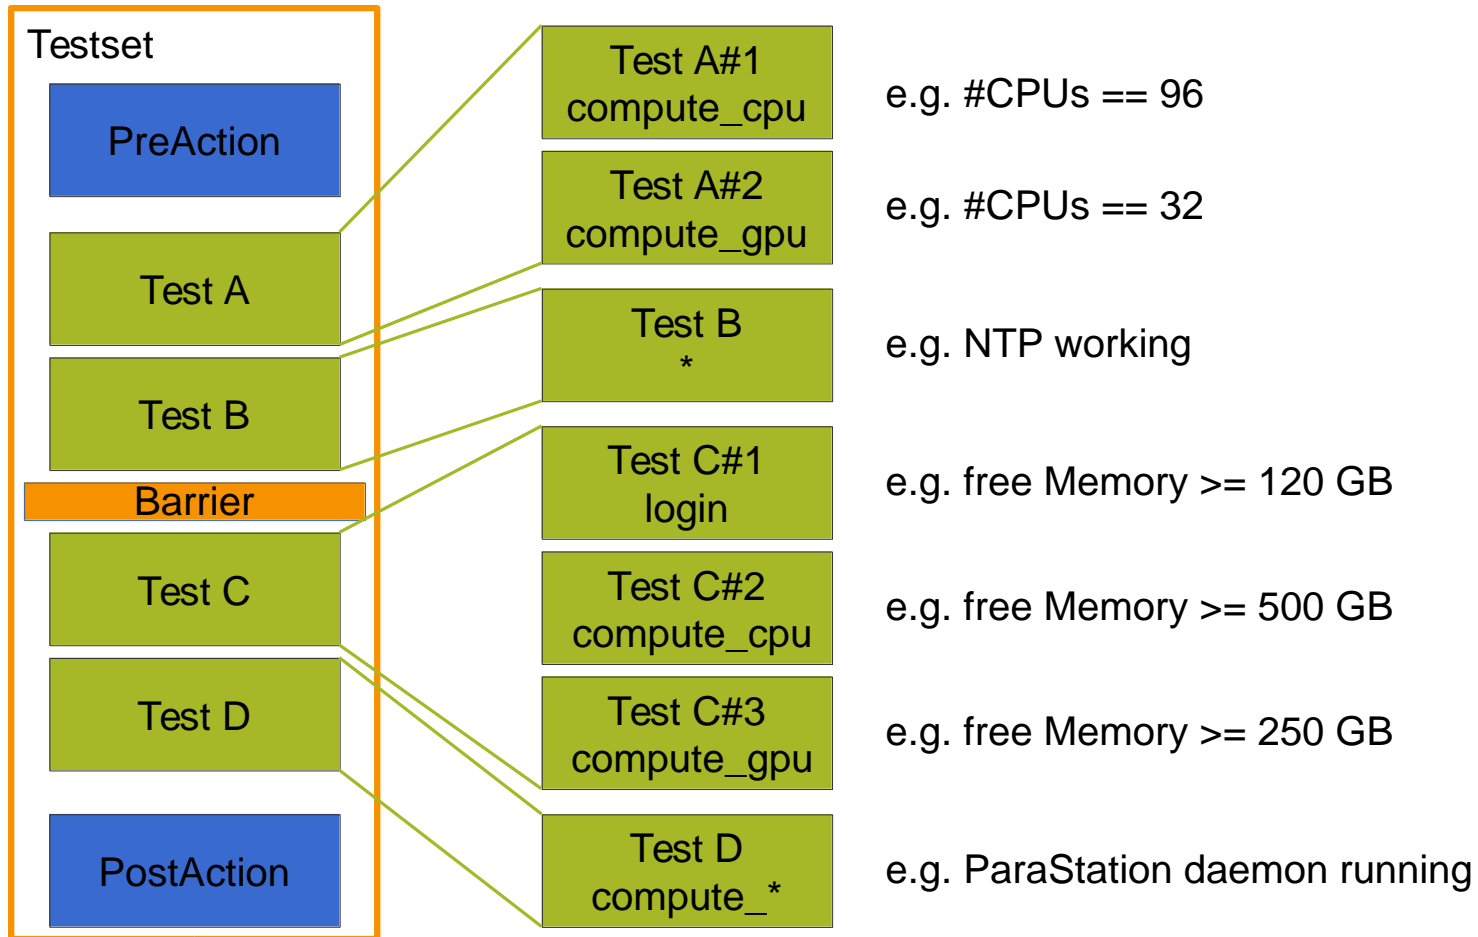 Testset
PreAction
Test A
Test B
Barrier
Test C
Test D
PostAction
Test A#1
compute_cpu
e.g. #CPUs == 96
Test A#2
compute_gpu
e.g. #CPUs == 32
Test B
*
e.g. NTP working
Test C#1
login
e.g. free Memory >= 120 GB
Test C#2
compute_cpu
e.g. free Memory >= 500 GB
Test C#3
compute_gpu
e.g. free Memory >= 250 GB
Test D
compute_*
e.g. ParaStation daemon running